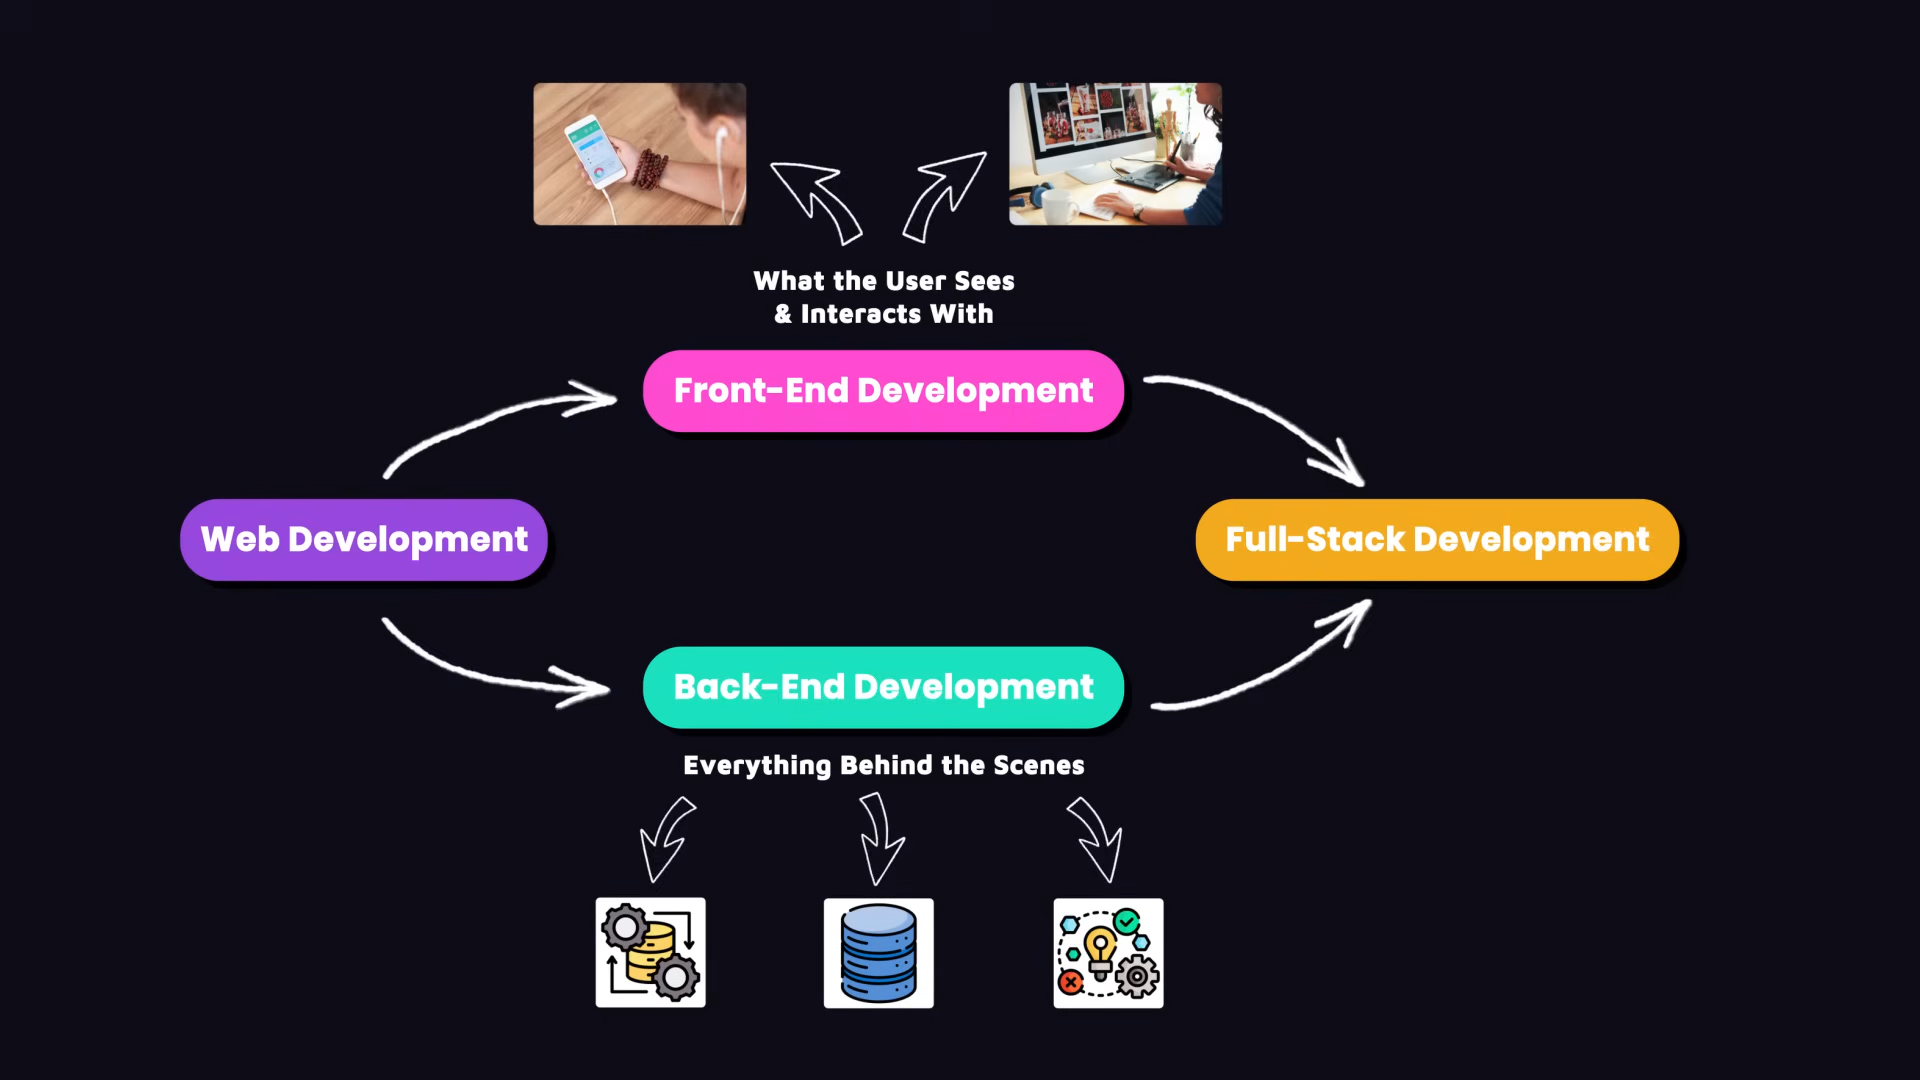 What the User Sees
& Interacts With
Front-End Development
Web Development
Full-Stack Development
Back-End Development
Everything Behind the Scenes